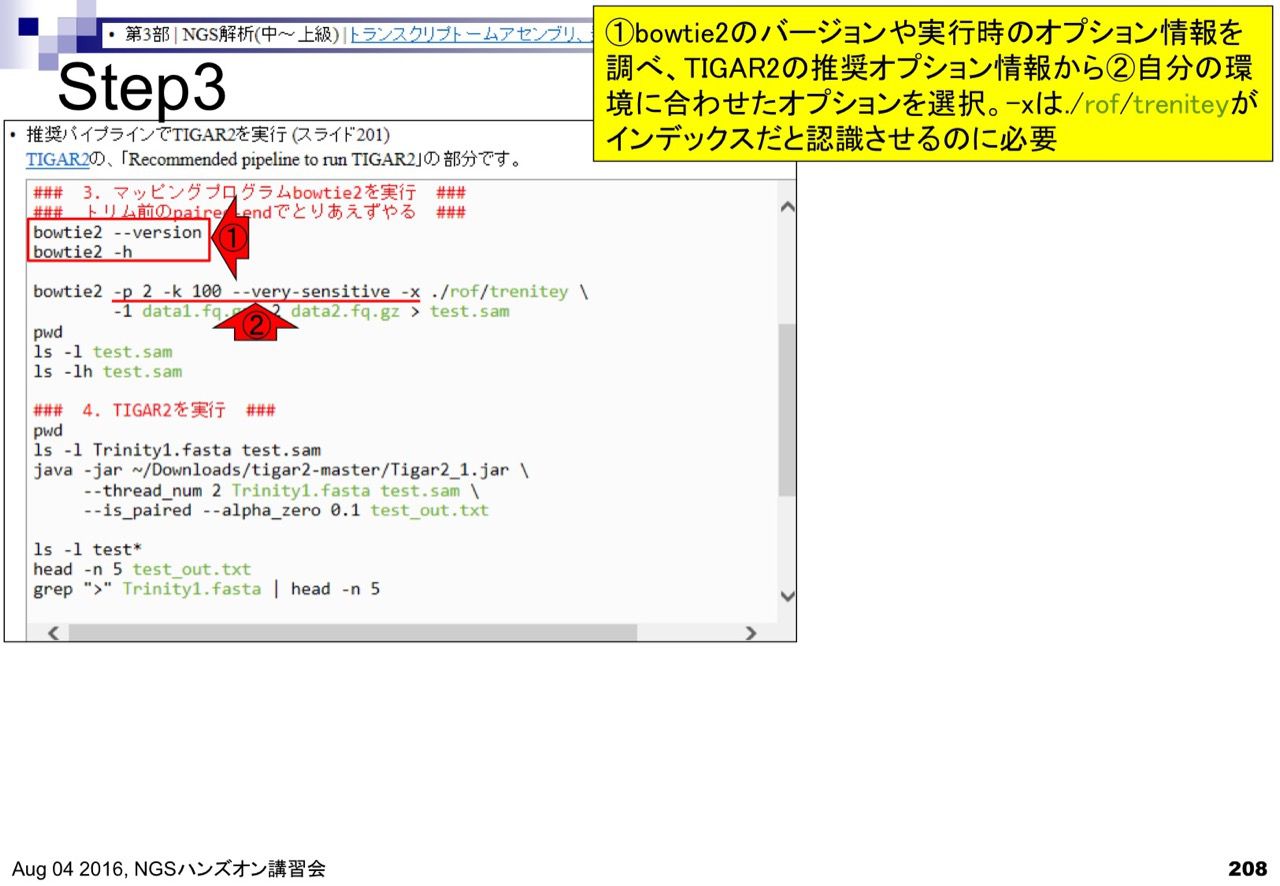 • 第3部 | NGS解析(中～上級) | トランスクリプトームアセンブリ、
①bowtie2のバージョンや実行時のオプション情報を
調べ、TIGAR2の推奨オプション情報から②自分の環
境に合わせたオプションを選択。-xは./rof/treniteyが
インデックスだと認識させるのに必要
Step3
• 推奨パイプラインでTIGAR2を実行 (スライド201)
TIGAR2の、「Recommended pipeline to run TIGAR2」の部分です。
### 3. マッピングプログラムbowtie2を実行 ###
### トリム前のpaired-endでとりあえずやる ###
bowtie2 --version
bowtie2 -h
①
bowtie2 -p 2 -k 100 --very-sensitive -x ./rof/trenitey \
-1 data1.fq.g 2 data2.fq.gz > test.sam
②
pwd
ls -l test.sam
ls -lh test.sam
### 4. TIGAR2を実行 ###
pwd
ls -l Trinity1.fasta test.sam
java -jar ~/Downloads/tigar2-master/Tigar2_1.jar \
--thread_num 2 Trinity1.fasta test.sam \
--is_paired --alpha_zero 0.1 test_out.txt
ls -l test*
head -n 5 test_out.txt
grep ">" Trinity1.fasta | head -n 5
Aug 04 2016, NGSハンズオン講習会
208